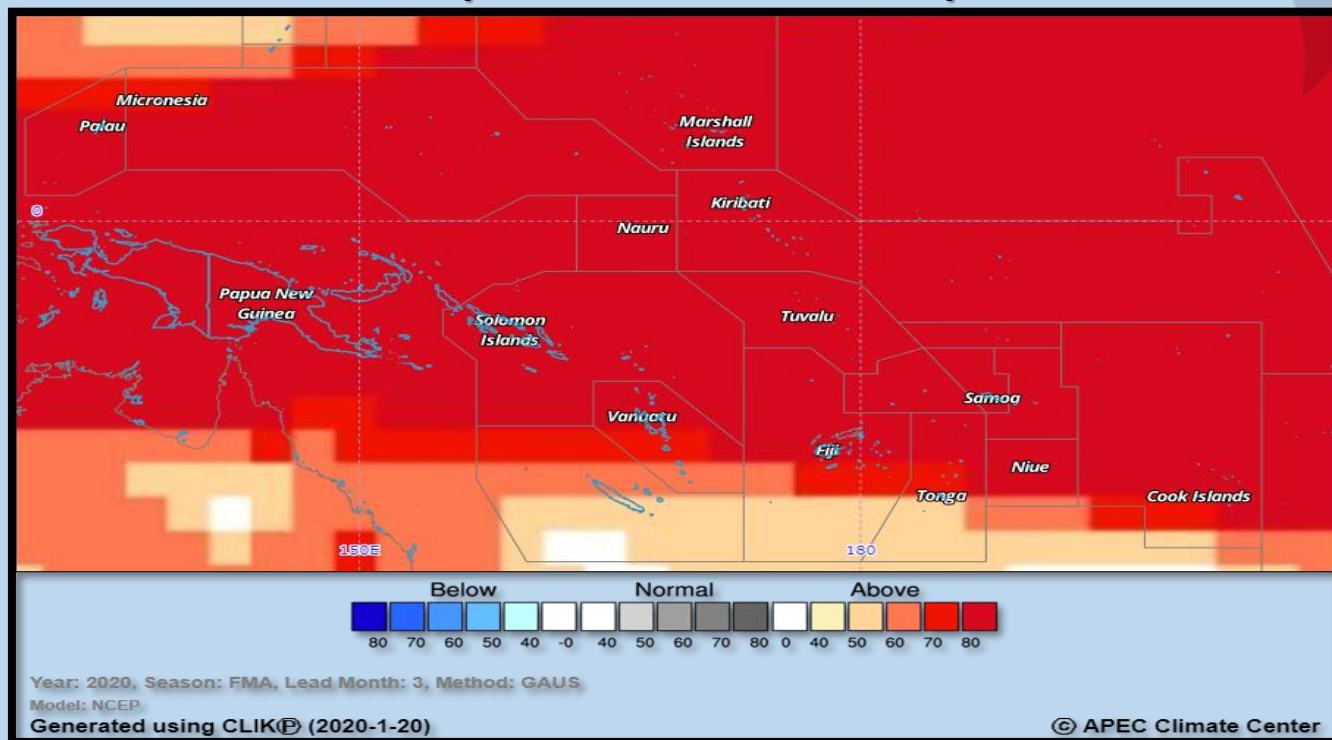 Micronesia
Palau
Marshall
Islands
0
Kiribati
Nauru
Papua New
Guinea
Solomon
Islands
Tuvalu
Samoa
Vanuatu
Fiji
Niue
Tonga
Cook Islands
150E
180
Below Normal Above
80 70 60 50 40 -0 40 50 60 70 80 0 40 50 60 70 80
Year: 2020, Season: FMA, Lead Month: 3, Method: GAUS
Model: NCEP
Generated using CLIKⓅ (2020-1-20)
© APEC Climate Center